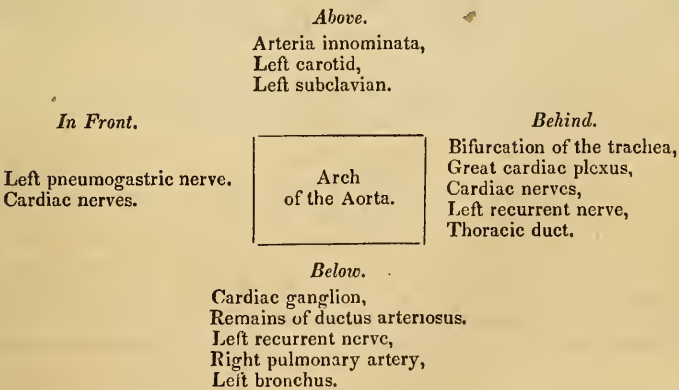 Above.
Arteria innominata,
Left carotid,
Left subclavian.
In Front.
Left pneumogastric nerve.
Cardiac nerves.
Arch
of the Aorta.
Behind.
Bifurcation of the trachea,
Great cardiac plexus,
Cardiac nerves,
Left recurrent nerve,
Thoracic duct.
Below.
Cardiac ganglion,
Remains of ductus arteriosus.
Left recurrent nerve,
Right pulmonary artery,
Left bronchus.